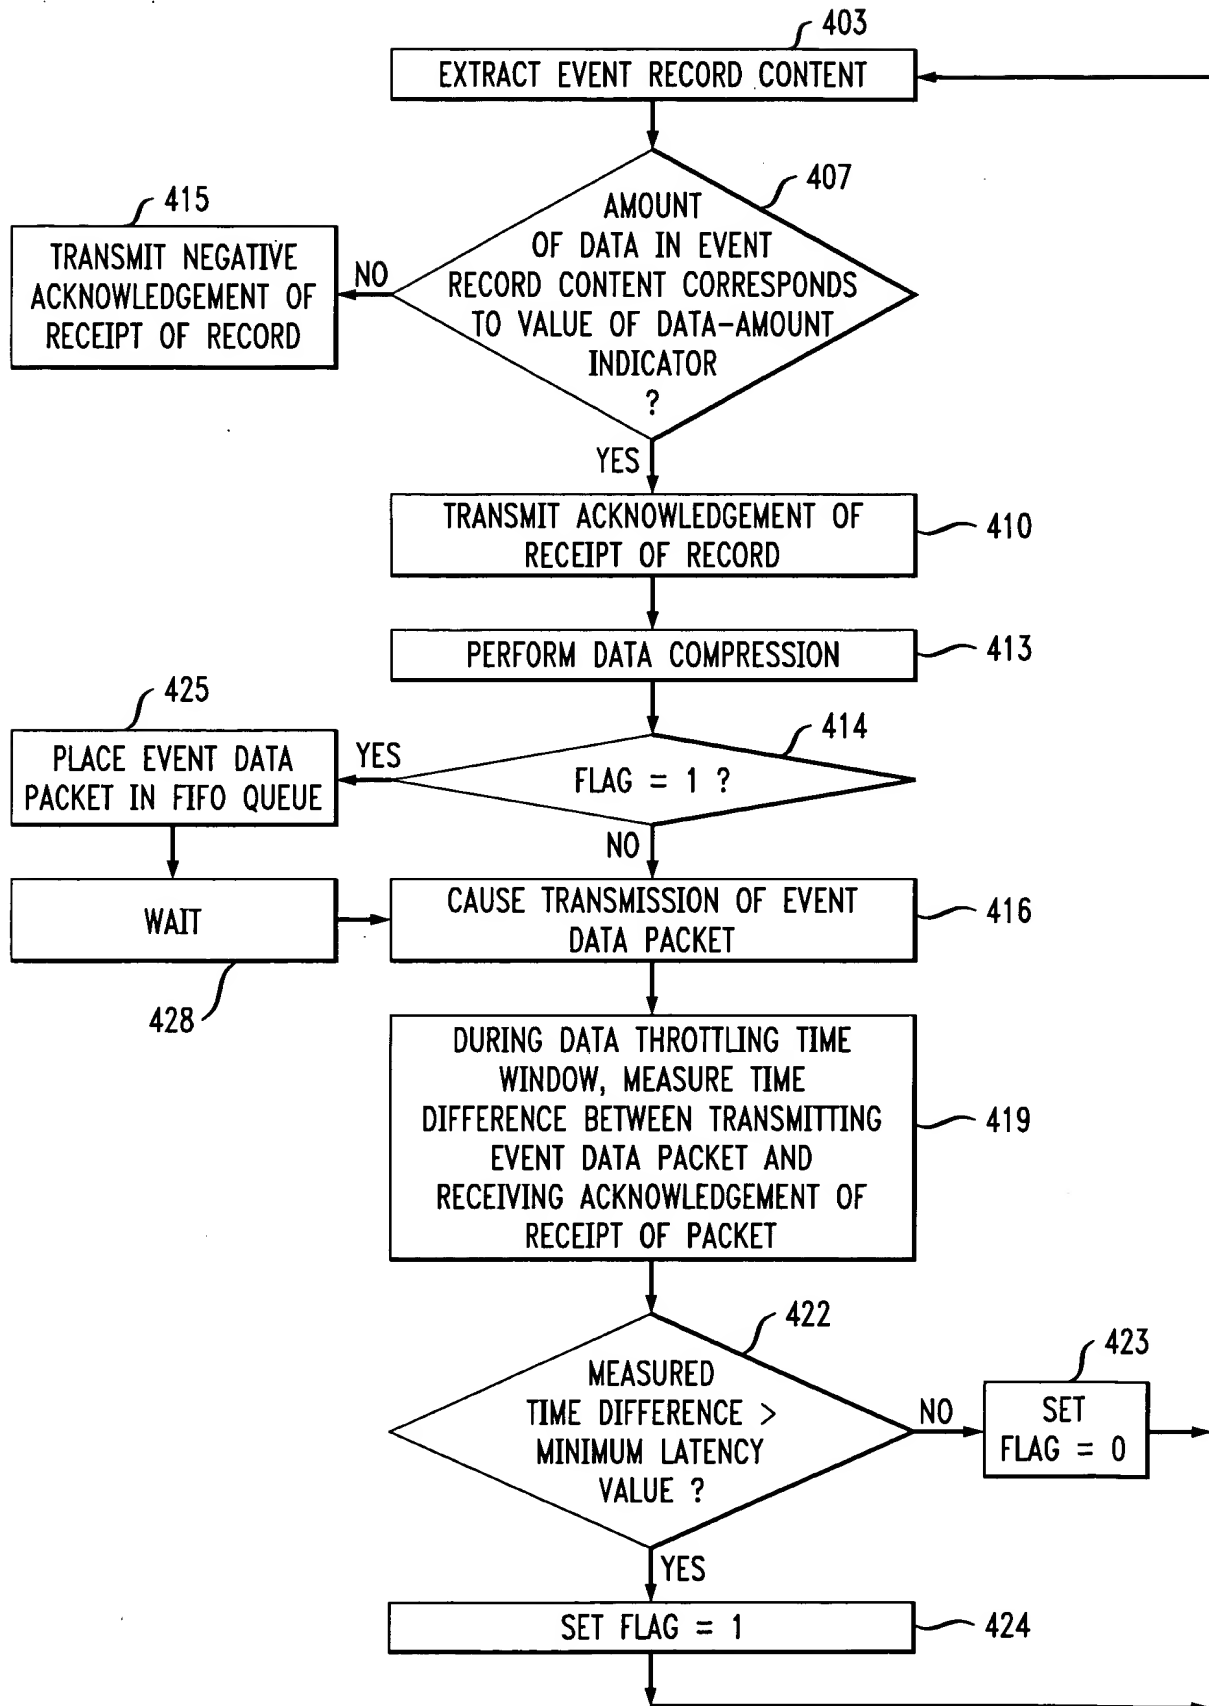 403
EXTRACT EVENT RECORD CONTENT
407
AMOUNT
OF DATA IN EVENT
RECORD CONTENT CORRESPONDS
TO VALUE OF DATA-AMOUNT
INDICATOR
?
415
TRANSMIT NEGATIVE
ACKNOWLEDGEMENT OF
RECEIPT OF RECORD
NO
YES
TRANSMIT ACKNOWLEDGEMENT OF
RECEIPT OF RECORD
410
PERFORM DATA COMPRESSION
413
414
FLAG = 1 ?
425
PLACE EVENT DATA
PACKET IN FIFO QUEUE
YES
NO
WAIT
428
CAUSE TRANSMISSION OF EVENT
DATA PACKET
416
DURING DATA THROTTLING TIME
WINDOW, MEASURE TIME
DIFFERENCE BETWEEN TRANSMITTING
EVENT DATA PACKET AND
RECEIVING ACKNOWLEDGEMENT OF
RECEIPT OF PACKET
419
422
MEASURED
TIME DIFFERENCE >
MINIMUM LATENCY
VALUE ?
NO
423
SET
FLAG = 0
YES
SET FLAG = 1
424